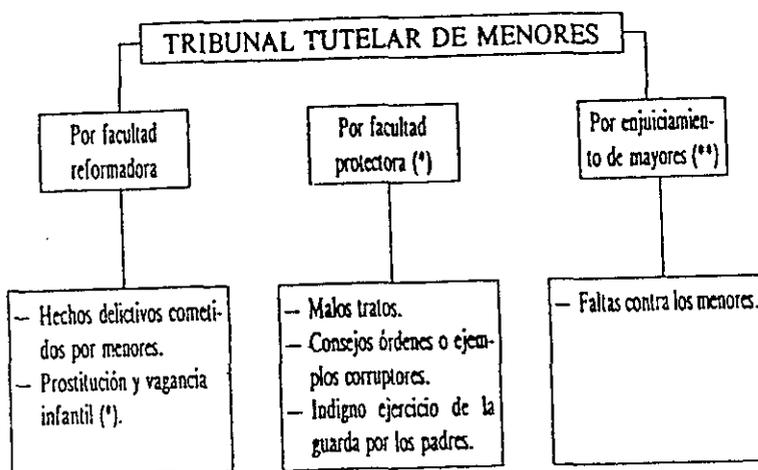 TRIBUNAL TUTELAR DE MENORES
Por facultad
reformadora
Por facultad
protectora (*)
Por enjuiciamien-
to de mayores (**)
— Hechos delictivos cometi-
dos por menores.
— Prostitución y vagancia
infantil (*).
— Malos tratos.
— Consejos órdenes o ejem-
plos corruptores.
— Indigno ejercicio de la
guarda por los padres.
— Faltas contra los menores.